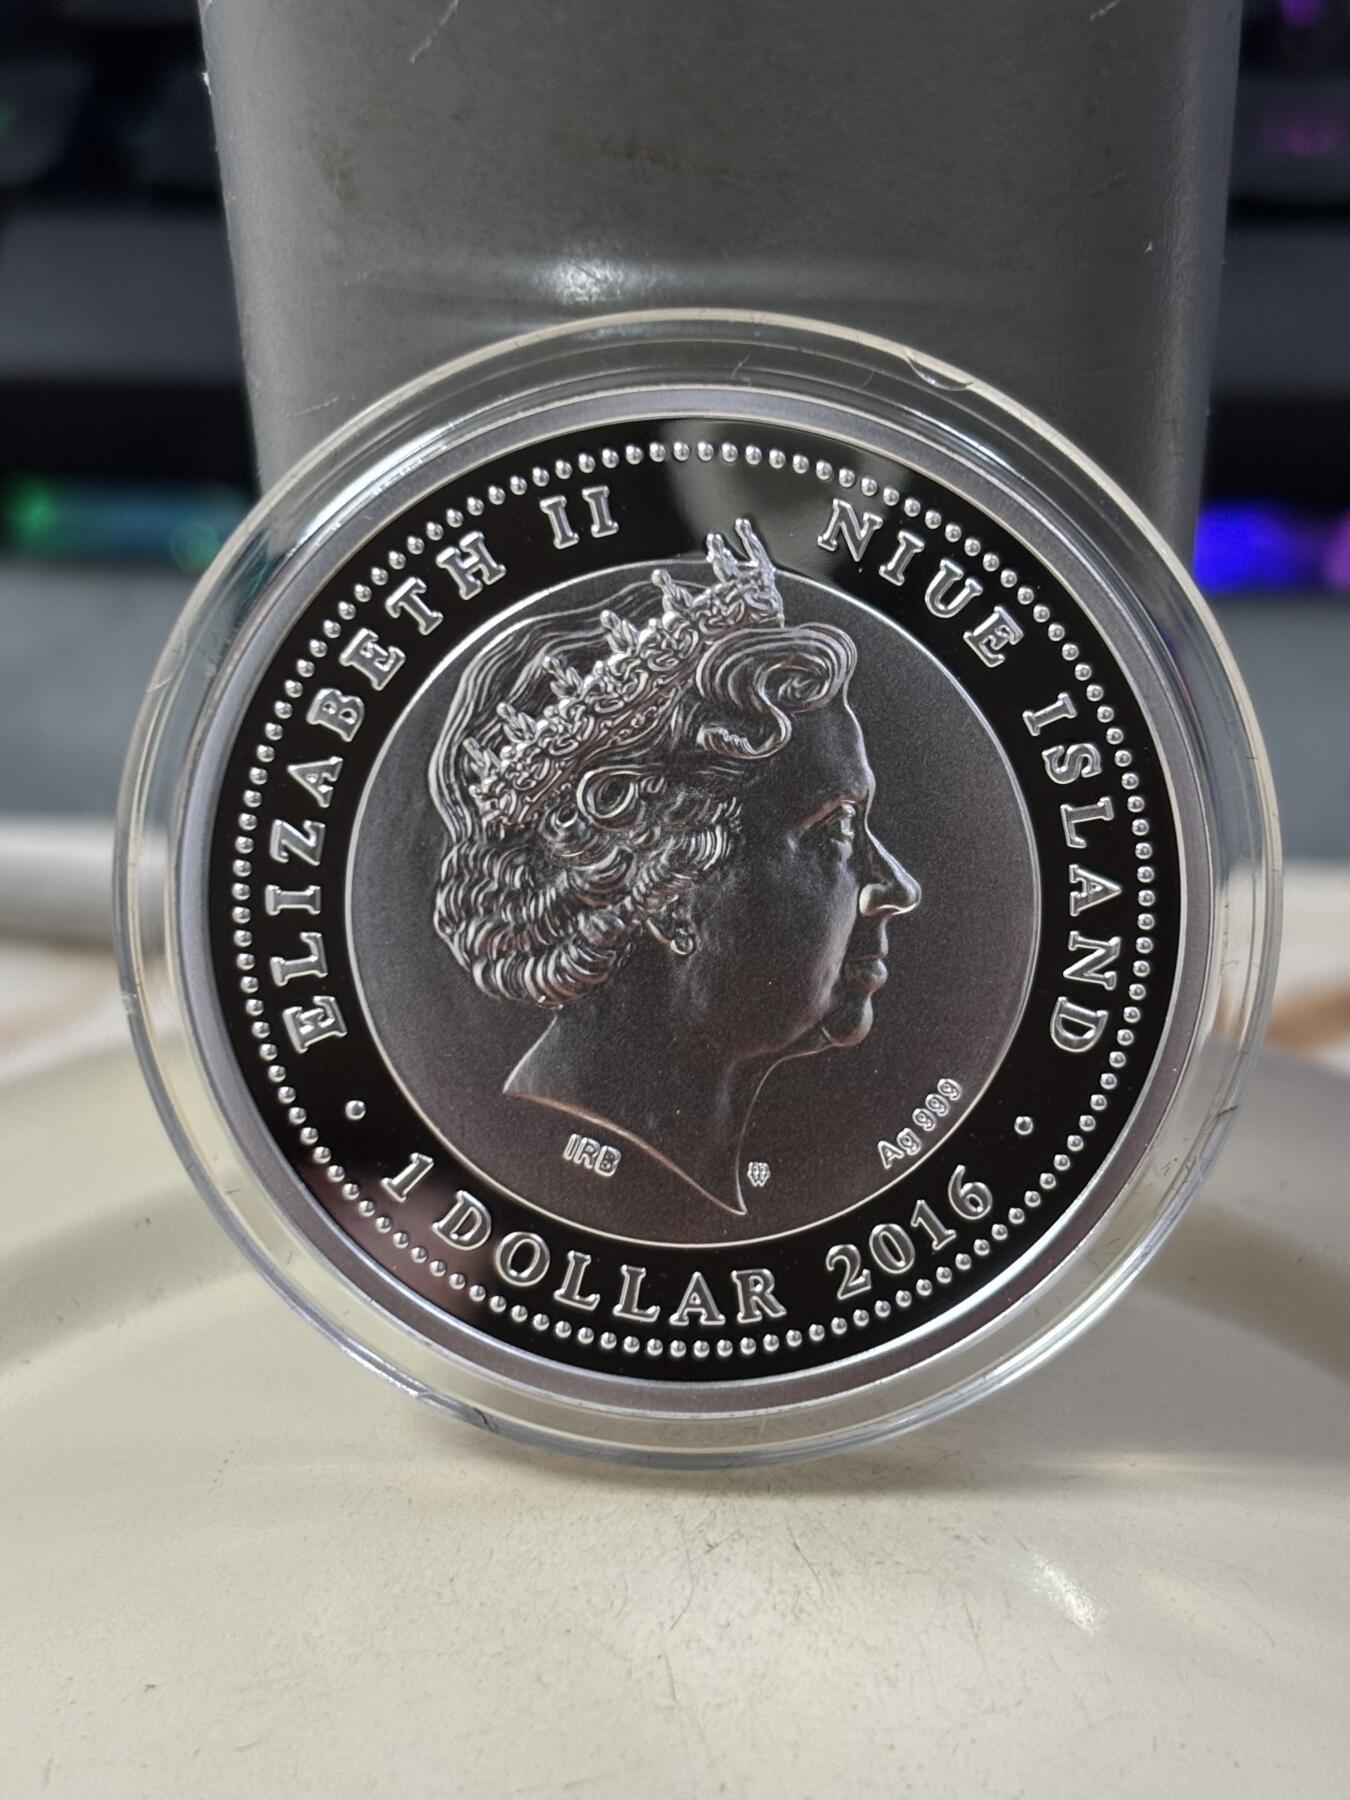 ELIZABETH II
NIUE ISLAND
IRB
Ag 999
1 DOLLAR 2016